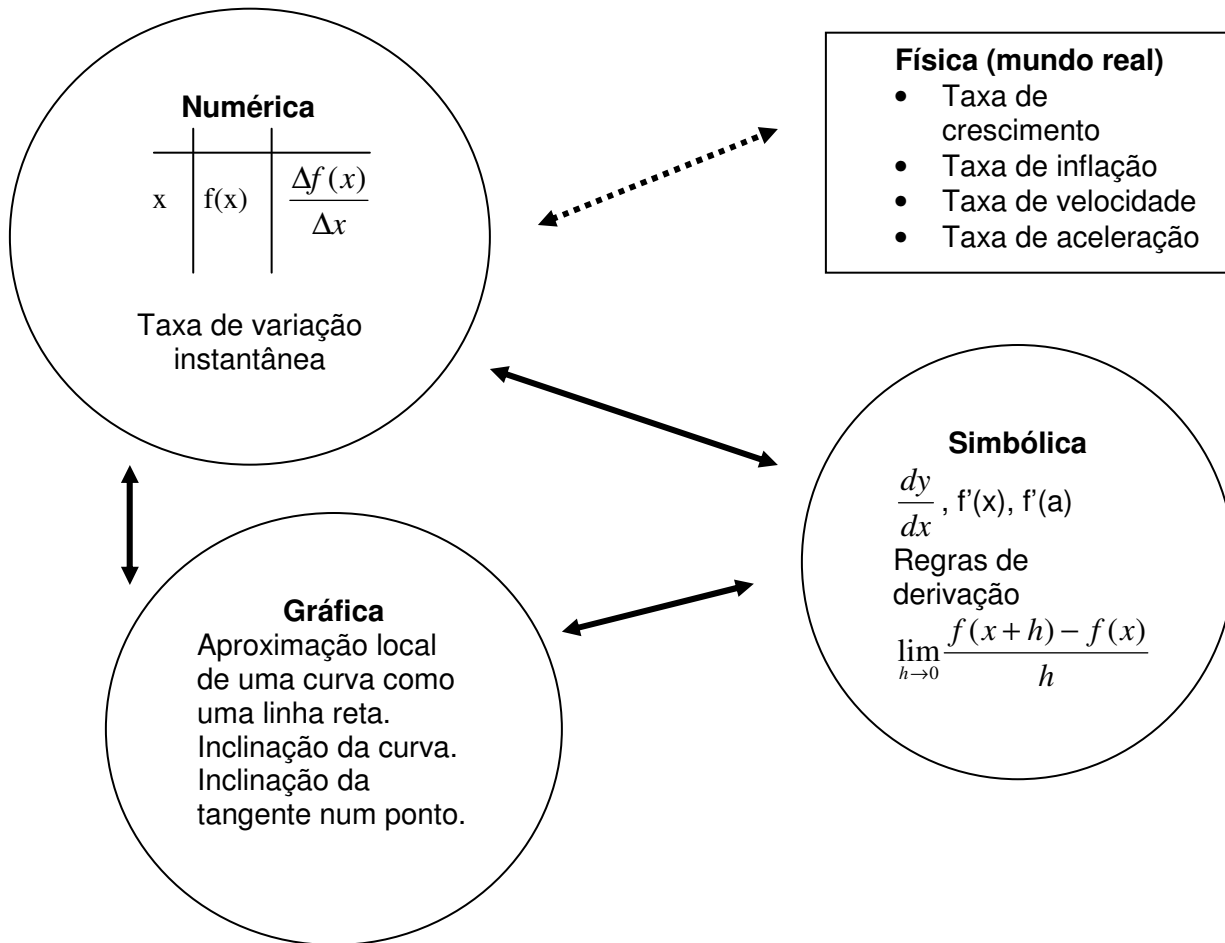 Numérica
x f(x) Δf(x)/Δx
Taxa de variação
instantânea
Física (mundo real)
• Taxa de
crescimento
• Taxa de inflação
• Taxa de velocidade
• Taxa de aceleração
Simbólica
dy/dx , f'(x), f'(a)
Regras de
derivação
lim h→0 f(x+h)−f(x)/h
Gráfica
Aproximação local
de uma curva como
uma linha reta.
Inclinação da curva.
Inclinação da
tangente num ponto.